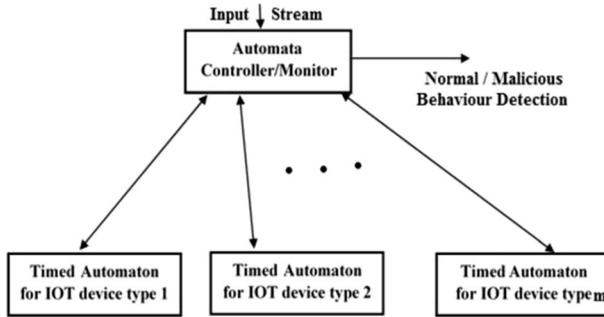 Input Stream
Automata
Controller/Monitor
Normal / Malicious
Behaviour Detection
Timed Automaton
for IOT device type 1
Timed Automaton
for IOT device type 2
Timed Automaton
for IOT device type m